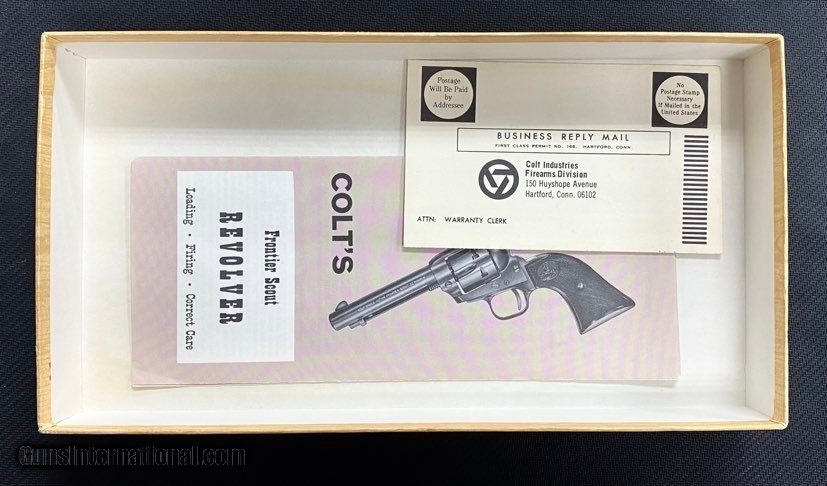 Postage
Will Be Paid
by
Addressee
No
Postage Stamp
Necessary
If Mailed in the
United States
BUSINESS REPLY MAIL
FIRST CLASS PERMIT NO. 168, HARTFORD, CONN.
Colt Industries
Firearms Division
150 Huyshope Avenue
Hartford, Conn. 06102
ATTN: WARRANTY CLERK
COLT'S
Frontier Scout
REVOLVER
Loading • Firing • Correct Care
GunsInternational.com